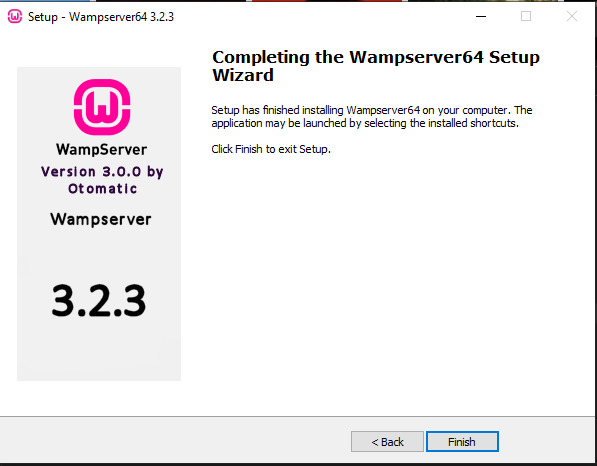 Setup - Wampserver64 3.2.3
Completing the Wampserver64 Setup
Wizard
Setup has finished installing Wampserver64 on your computer. The
application may be launched by selecting the installed shortcuts.
Click Finish to exit Setup.
W
WampServer
Version 3.0.0 by
Otomatic
Wampserver
3.2.3
< Back
Finish